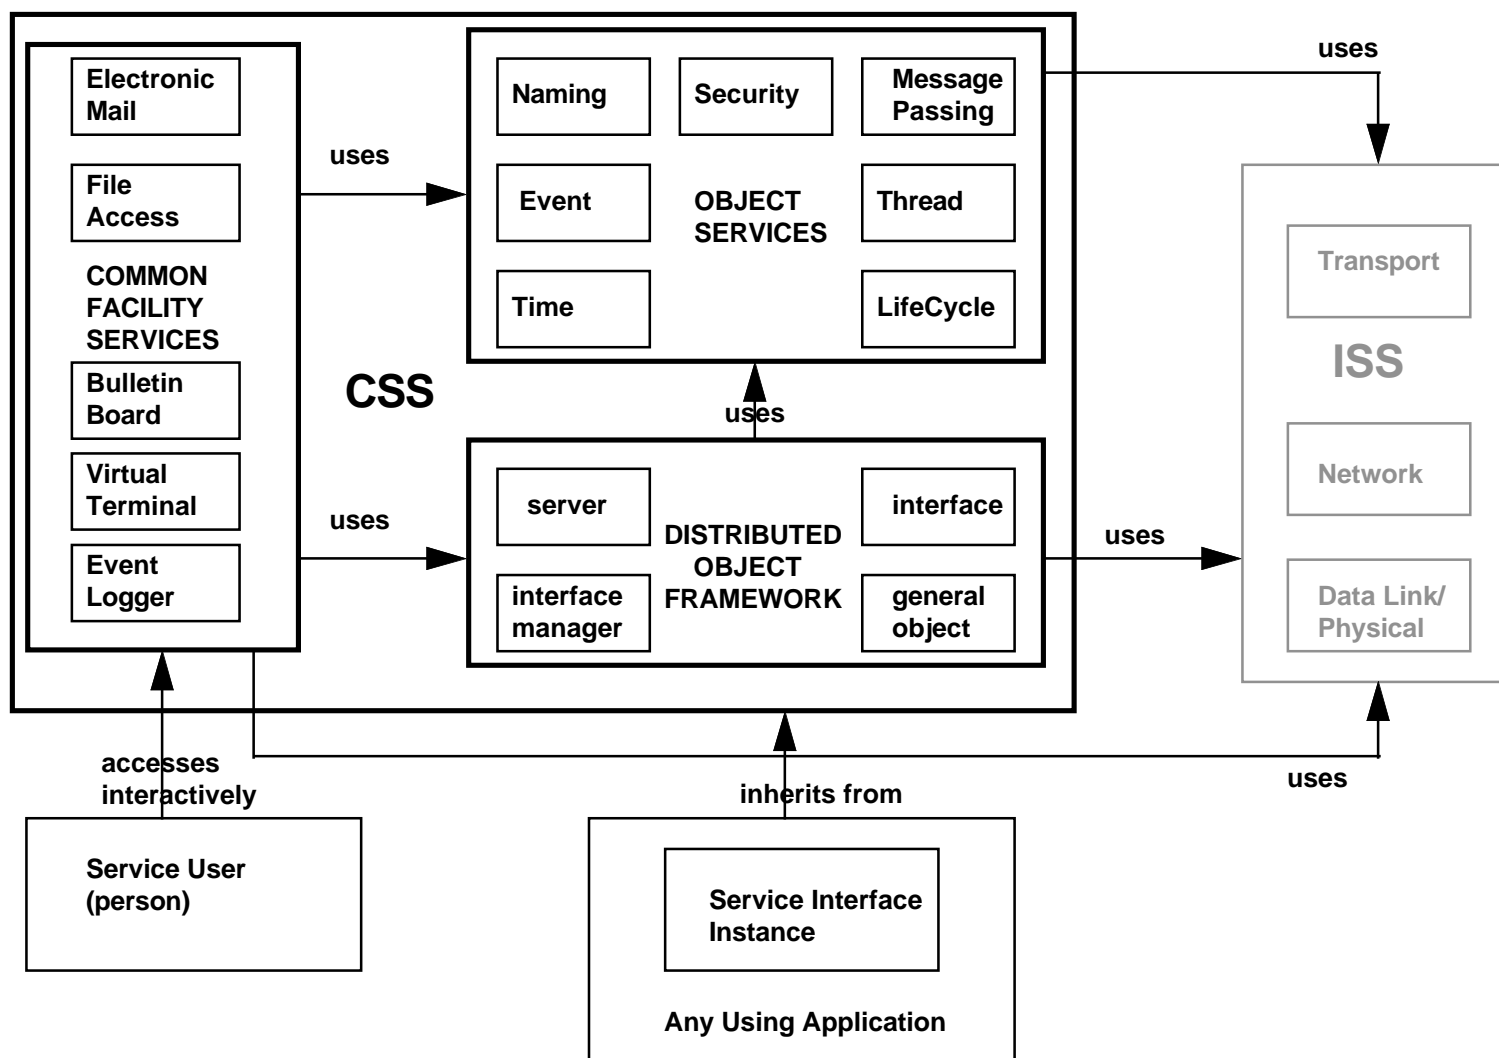 Electronic
Mail
File
Access
COMMON
FACILITY
SERVICES
Bulletin
Board
Virtual
Terminal
Event
Logger
CSS
uses
uses
Naming
Security
Message
Passing
Event
OBJECT
SERVICES
Thread
Time
LifeCycle
uses
server
interface
DISTRIBUTED
OBJECT
FRAMEWORK
interface
manager
general
object
uses
uses
Transport
ISS
Network
Data Link/
Physical
uses
accesses
interactively
inherits from
Service User
(person)
Service Interface
Instance
Any Using Application